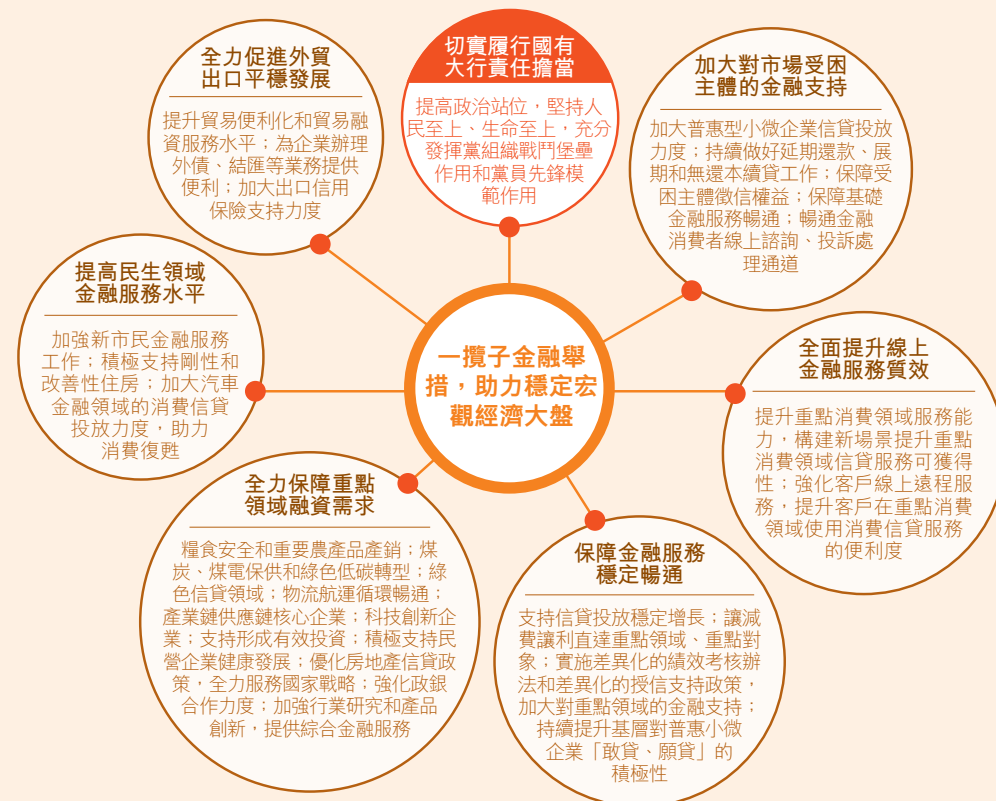 切實履行國有
大行責任擔當
提高政治站位，堅持人
民至上、生命至上，充分
發揮黨組織戰鬥堡壘
作用和黨員先鋒模
範作用
加大對市場受困
主體的金融支持
加大普惠型小微企業信貸投放
力度；持續做好延期還款、展
期和無還本續貸工作；保障受
困主體徵信權益；保障基礎
金融服務暢通；暢通金融
消費者線上諮詢、投訴處
理通道
全面提升線上
金融服務質效
提升重點消費領域服務能
力，構建新場景提升重點
消費領域信貸服務可獲得
性；強化客戶線上遠程服
務，提升客戶在重點消費
領域使用消費信貸服務
的便利度
保障金融服務
穩定暢通
支持信貸投放穩定增長；讓減
費讓利直達重點領域、重點對
象；實施差異化的績效考核辦
法和差異化的授信支持政策，
加大對重點領域的金融支持；
持續提升基層對普惠小微
企業「敢貸、願貸」的
積極性
全力保障重點
領域融資需求
糧食安全和重要農產品產銷；煤
炭、煤電保供和綠色低碳轉型；綠
色信貸領域；物流航運循環暢通；
產業鏈供應鏈核心企業；科技創新企
業；支持形成有效投資；積極支持民
營企業健康發展；優化房地產信貸政
策，全力服務國家戰略；強化政銀
合作力度；加強行業研究和產品
創新，提供綜合金融服務
提高民生領域
金融服務水平
加強新市民金融服務
工作；積極支持剛性和
改善性住房；加大汽車
金融領域的消費信貸
投放力度，助力
消費復甦
全力促進外貿
出口平穩發展
提升貿易便利化和貿易融
資服務水平；為企業辦理
外債、結匯等業務提供
便利；加大出口信用
保險支持力度
一攬子金融舉
措，助力穩定宏
觀經濟大盤